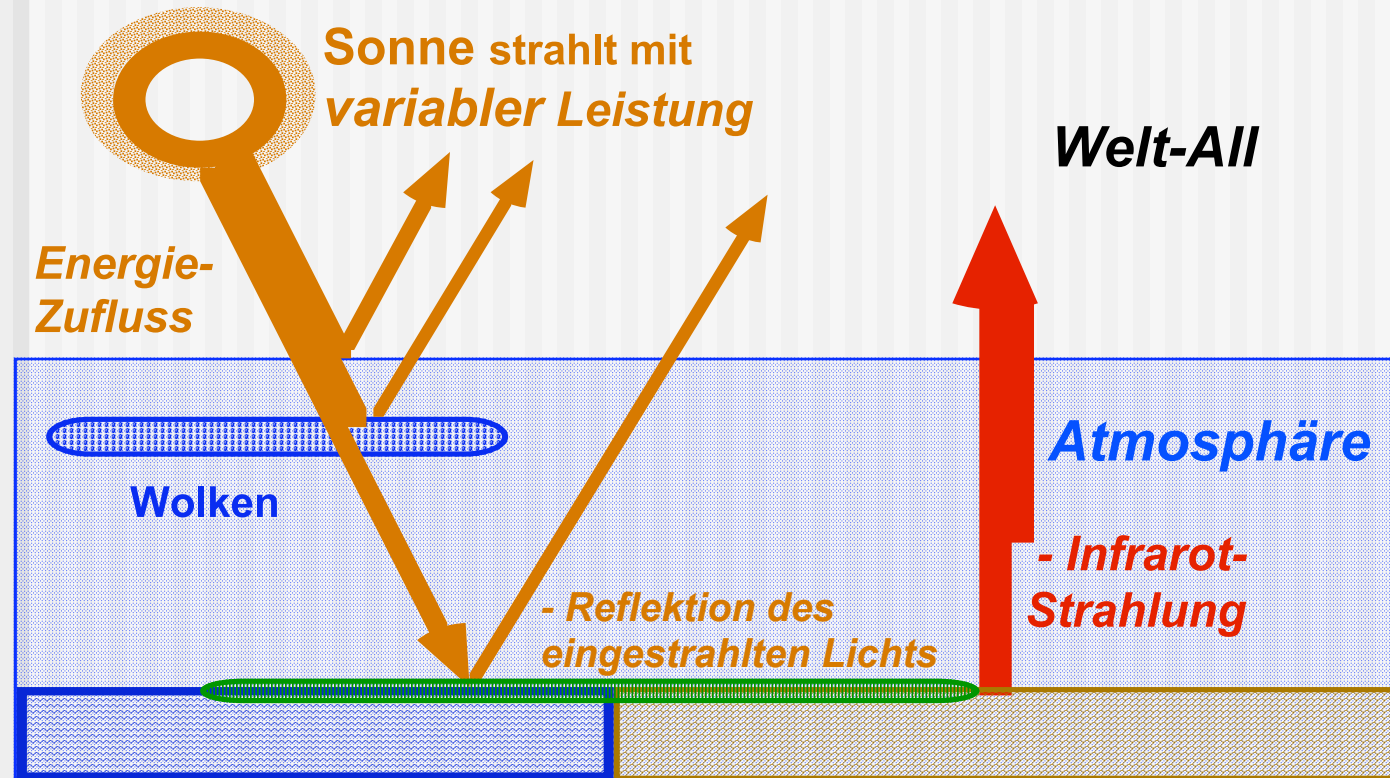 Sonne strahlt mit
variabler Leistung
Welt-All
Energie-
Zufluss
Atmosphäre
Wolken
- Infrarot-
Strahlung
- Reflektion des
eingestrahlten Lichts